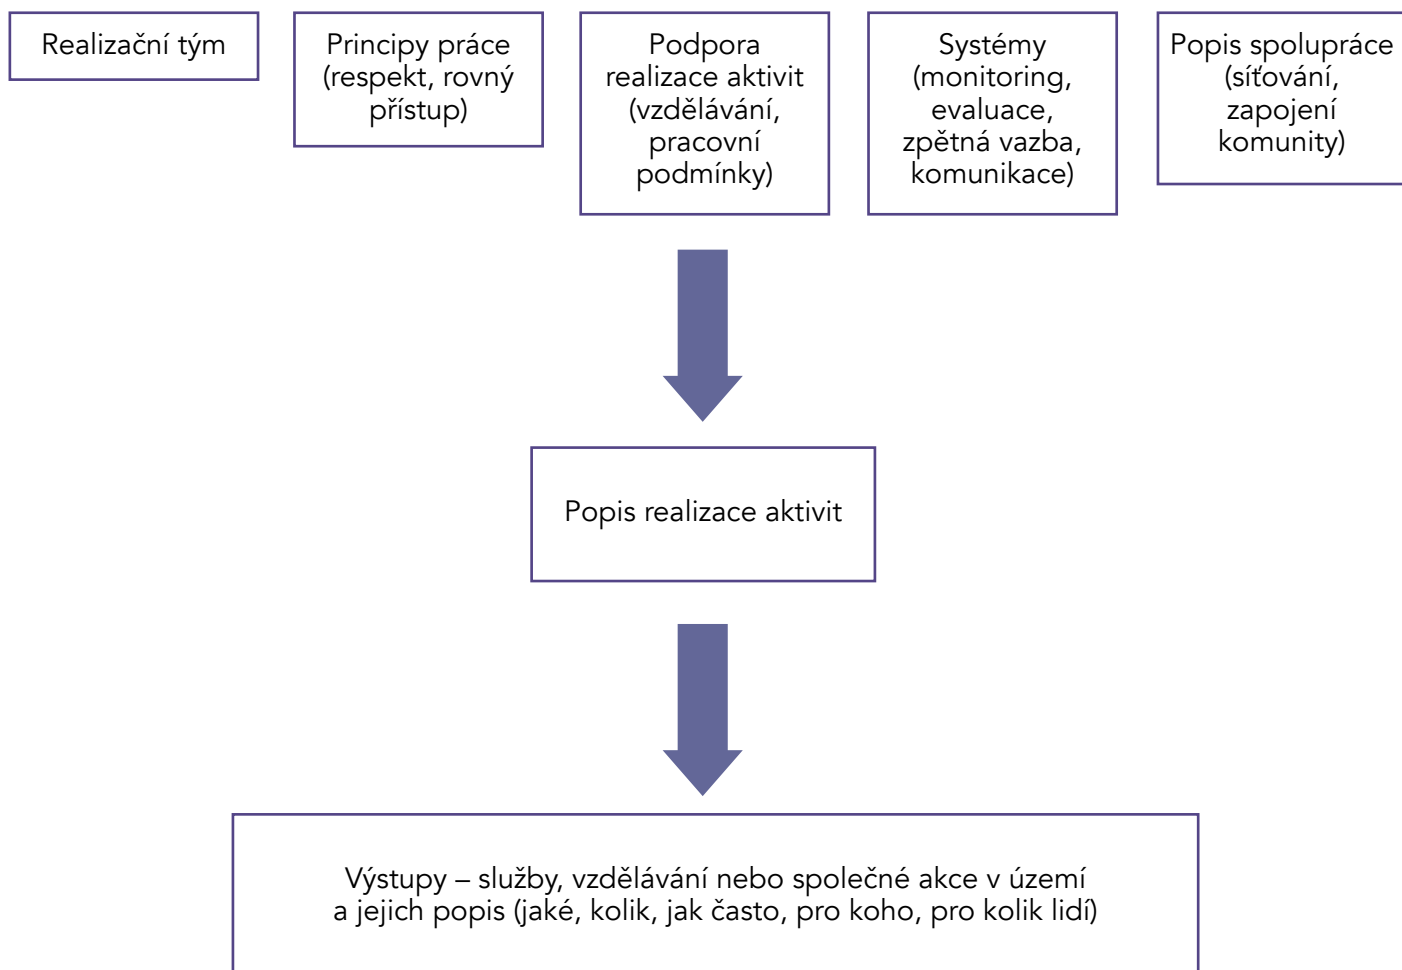 Realizační tým
Principy práce
(respekt, rovný
přístup)
Podpora
realizace aktivit
(vzdělávání,
pracovní
podmínky)
Systémy
(monitoring,
evaluace,
zpětná vazba,
komunikace)
Popis spolupráce
(síťování,
zapojení
komunity)
Popis realizace aktivit
Výstupy – služby, vzdělávání nebo společné akce v území
a jejich popis (jaké, kolik, jak často, pro koho, pro kolik lidí)